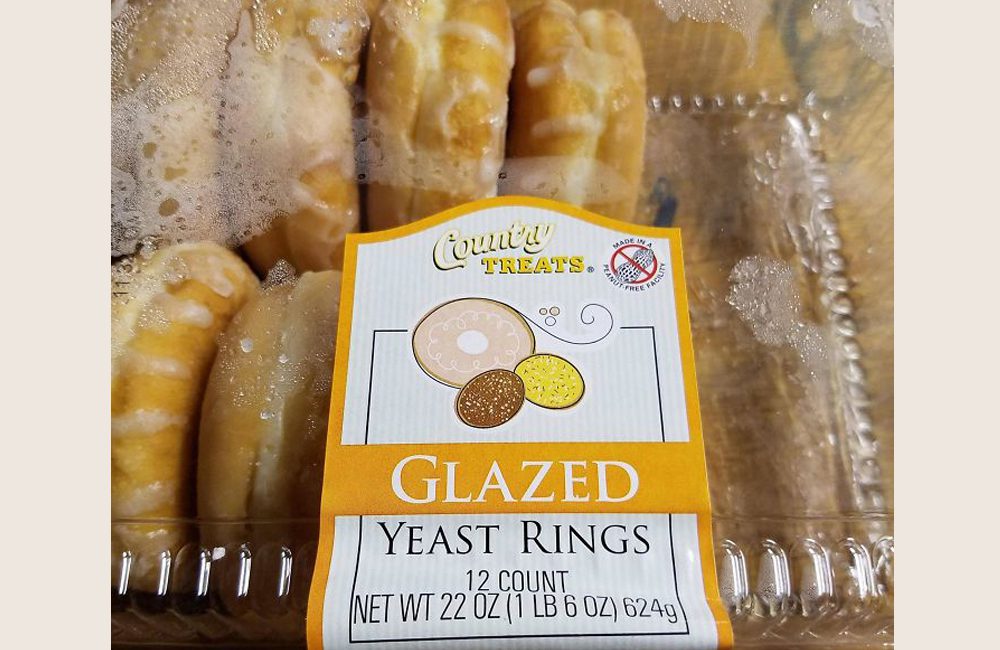 Country
TREATS®
MADE IN A
PEANUT-FREE FACILITY
GLAZED
YEAST RINGS
12 COUNT
NET WT 22 OZ (1 LB 6 OZ) 624g